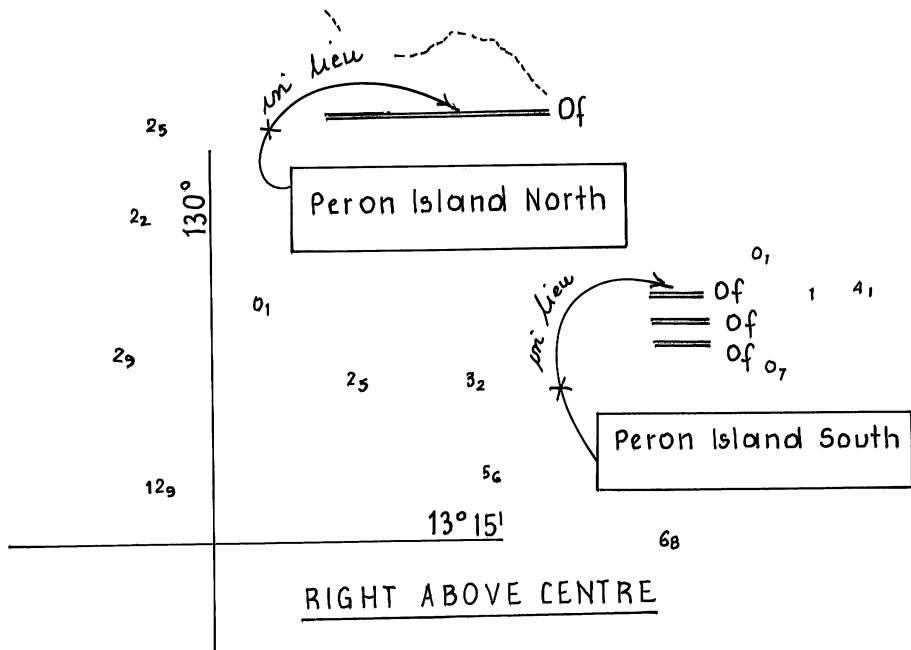 in lieu
Of
2₅
Peron Island North
130°
2₂
0₁
in lieu
Of
1
4₁
0₁
Of
Of
0₇
2₉
2₅
3₂
Peron Island South
12₉
5₆
13° 15'
6₈
RIGHT ABOVE CENTRE